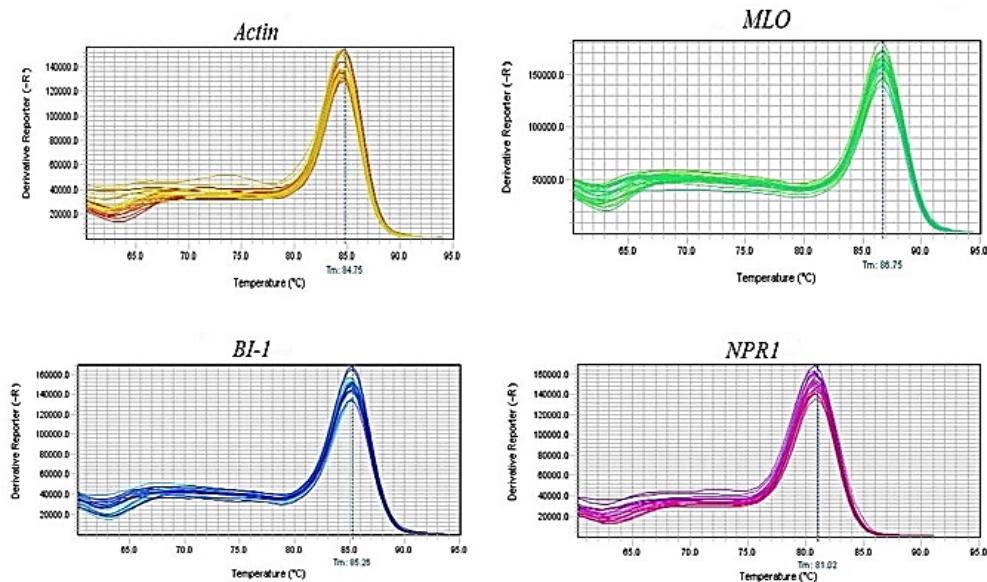 Actin
140000.0
120000.0
100000.0
80000.0
60000.0
40000.0
20000.0
Derivative Reporter (-R)
65.0 70.0 75.0 80.0 85.0 90.0 95.0
Tm: 84.75
Temperature (°C)
MLO
150000.0
100000.0
50000.0
Derivative Reporter (-R)
65.0 70.0 75.0 80.0 85.0 90.0 95.0
Tm: 86.75
Temperature (°C)
BI-1
160000.0
140000.0
120000.0
100000.0
80000.0
60000.0
40000.0
20000.0
Derivative Reporter (-R)
65.0 70.0 75.0 80.0 85.0 90.0 95.0
Tm: 85.26
Temperature (°C)
NPR1
160000.0
140000.0
120000.0
100000.0
80000.0
60000.0
40000.0
20000.0
Derivative Reporter (-R)
65.0 70.0 75.0 80.0 85.0 90.0 95.0
Tm: 81.02
Temperature (°C)